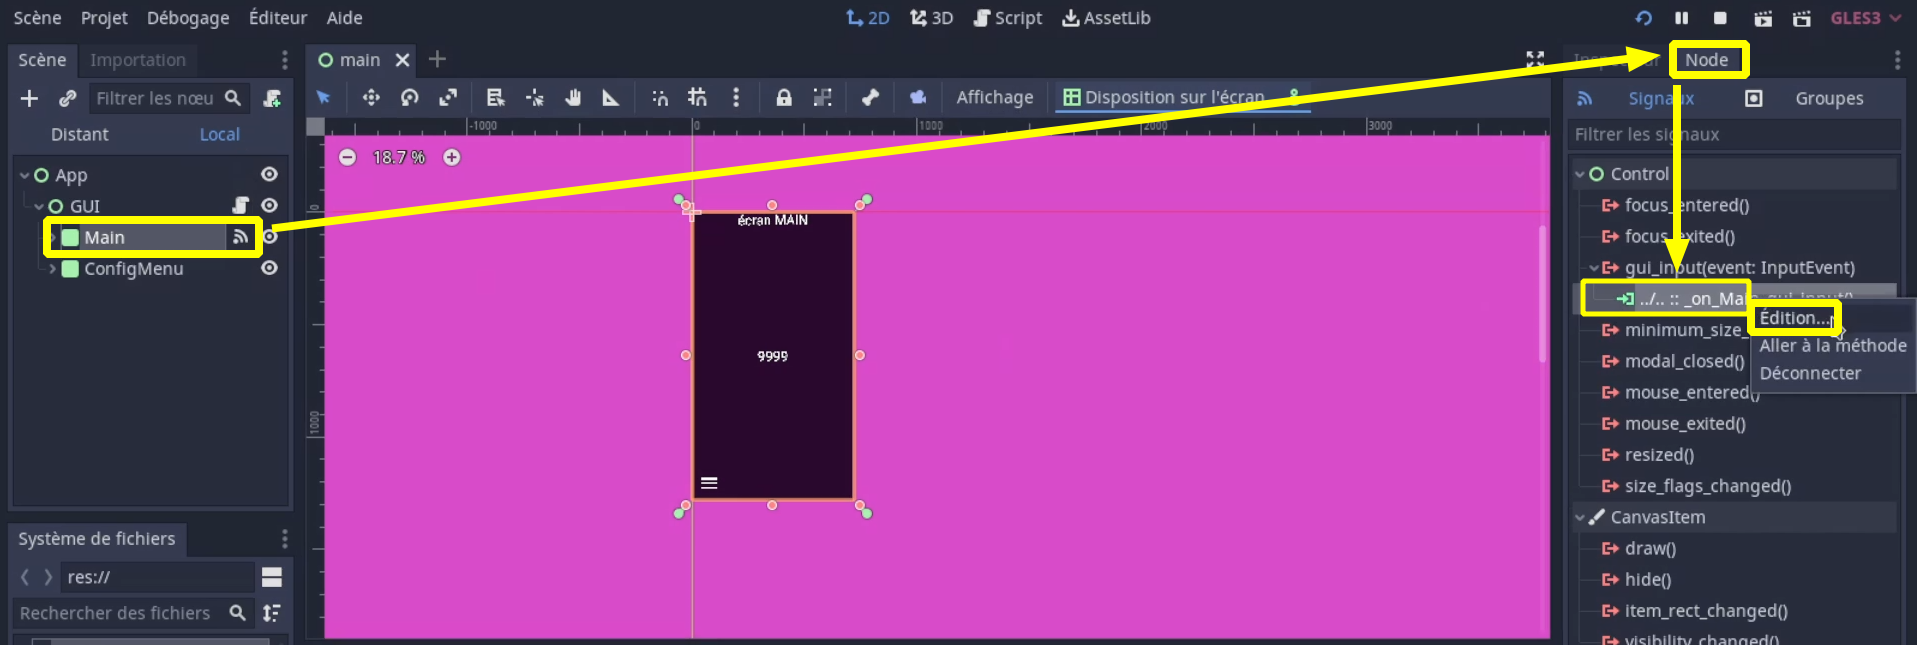 Scène Projet Débogage Éditeur Aide 2D 3D Script AssetLib GLES3
Scène Importation main Node
Filtrer les nœu Affichage Disposition sur l'écran Signaux Groupes
Distant Local -1000 0 1000 2000 3000 Filtrer les signaux
18.7 %
App Control
GUI focus_entered()
0
écran MAIN
Main focus_exited()
ConfigMenu gui_input(event: InputEvent)
../.. :: _on_Main_gui_input()
Édition...
minimum_size_
Aller à la méthode
9999
modal_closed()
Déconnecter
mouse_entered()
1000
mouse_exited()
resized()
size_flags_changed()
CanvasItem
Système de fichiers
draw()
res:// hide()
Rechercher des fichiers item_rect_changed()
visibility_changed()